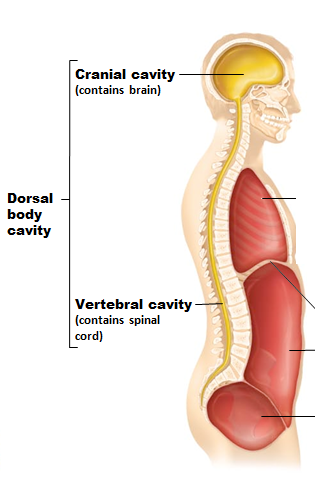 Cranial cavity
(contains brain)
Dorsal
body
cavity
Vertebral cavity
(contains spinal
cord)